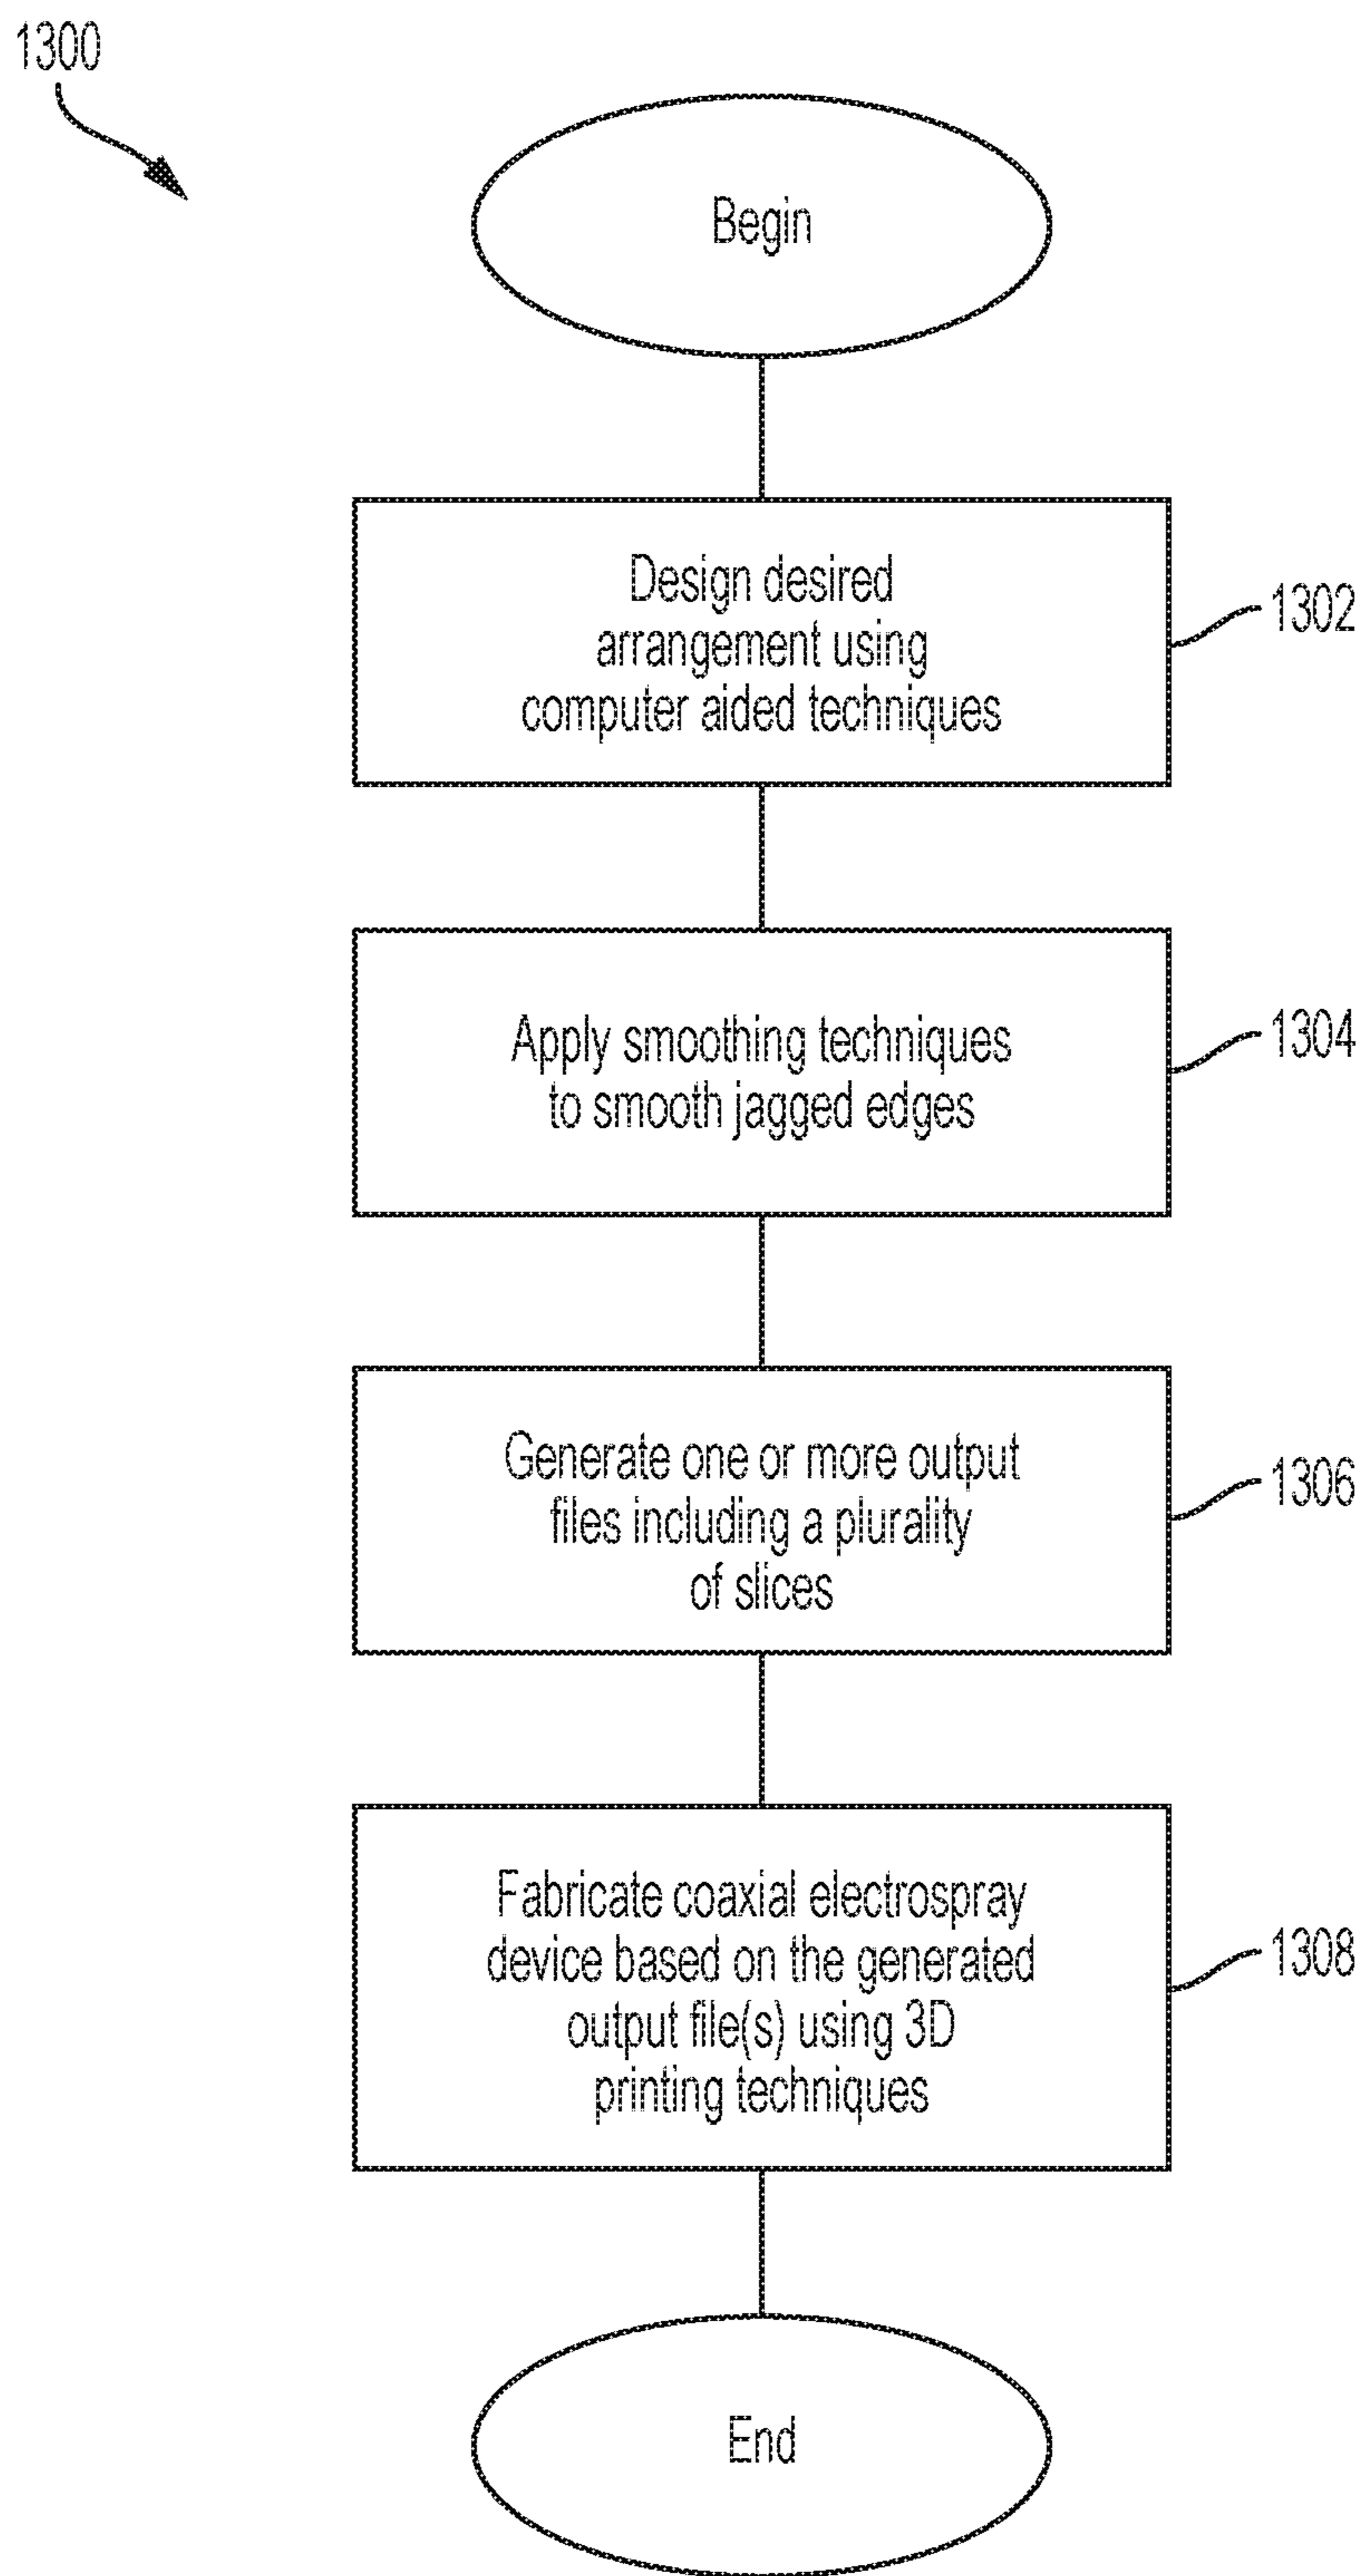 1300
Begin
Design desired
arrangement using
computer aided techniques
1302
Apply smoothing techniques
to smooth jagged edges
1304
Generate one or more output
files including a plurality
of slices
1306
Fabricate coaxial electrospray
device based on the generated
output file(s) using 3D
printing techniques
1308
End